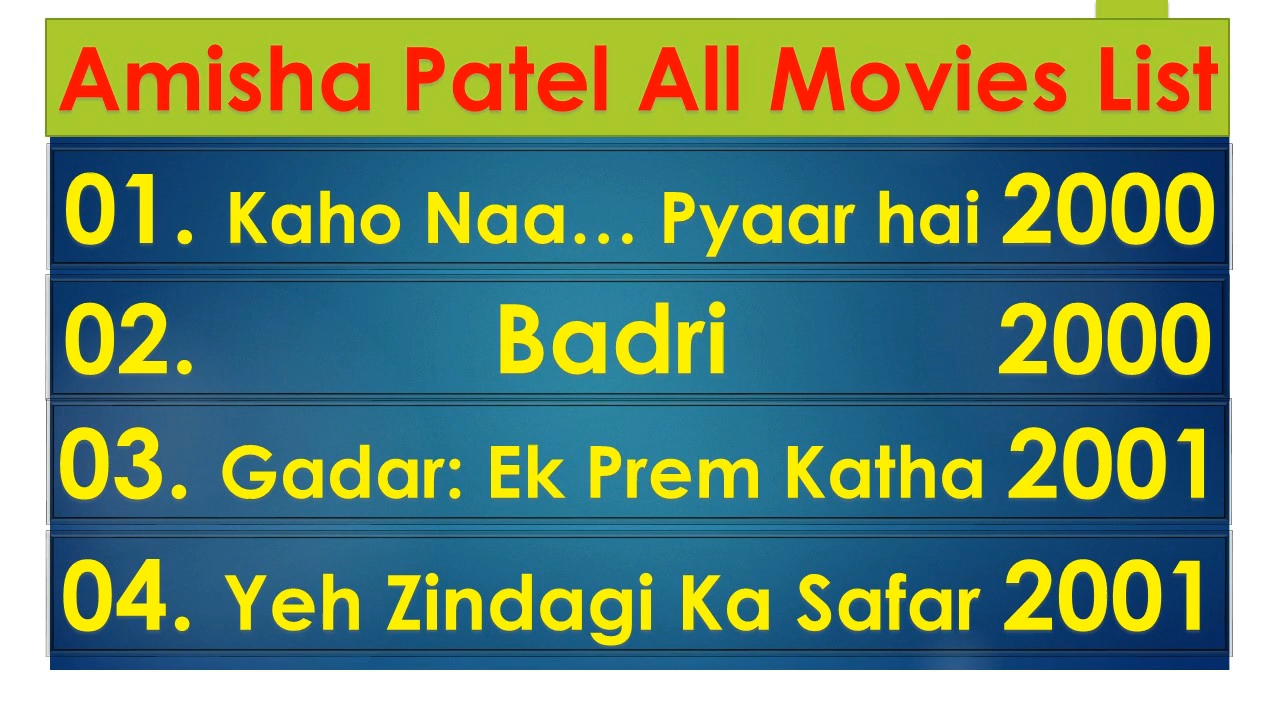 Amisha Patel All Movies List
01. Kaho Naa... Pyaar hai 2000
02. Badri 2000
03. Gadar: Ek Prem Katha 2001
04. Yeh Zindagi Ka Safar 2001